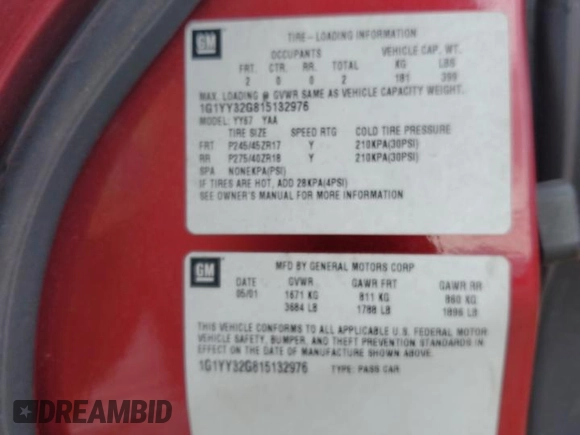 GM
TIRE-LOADING INFORMATION
OCCUPANTS VEHICLE CAP. WT.
FRT. CTR. RR. TOTAL KG LBS
2 0 0 2 181 399
MAX. LOADING @ GVWR SAME AS VEHICLE CAPACITY WEIGHT.
1G1YY32G815132976
MODEL: YY67 YAA
TIRE SIZE SPEED RTG COLD TIRE PRESSURE
FRT P245/45ZR17 Y 210KPA(30PSI)
RR P275/40ZR18 Y 210KPA(30PSI)
SPA NONEKPA(PSI)
IF TIRES ARE HOT, ADD 28KPA(4PSI)
SEE OWNER'S MANUAL FOR MORE INFORMATION
GM
MFD BY GENERAL MOTORS CORP
DATE GVWR GAWR FRT GAWR RR
05/01 1671 KG 811 KG 860 KG
3684 LB 1788 LB 1896 LB
THIS VEHICLE CONFORMS TO ALL APPLICABLE U.S. FEDERAL MOTOR
VEHICLE SAFETY, BUMPER, AND THEFT PREVENTION STANDARDS IN
EFFECT ON THE DATE OF MANUFACTURE SHOWN ABOVE.
1G1YY32G815132976 TYPE: PASS CAR
DREAMBID